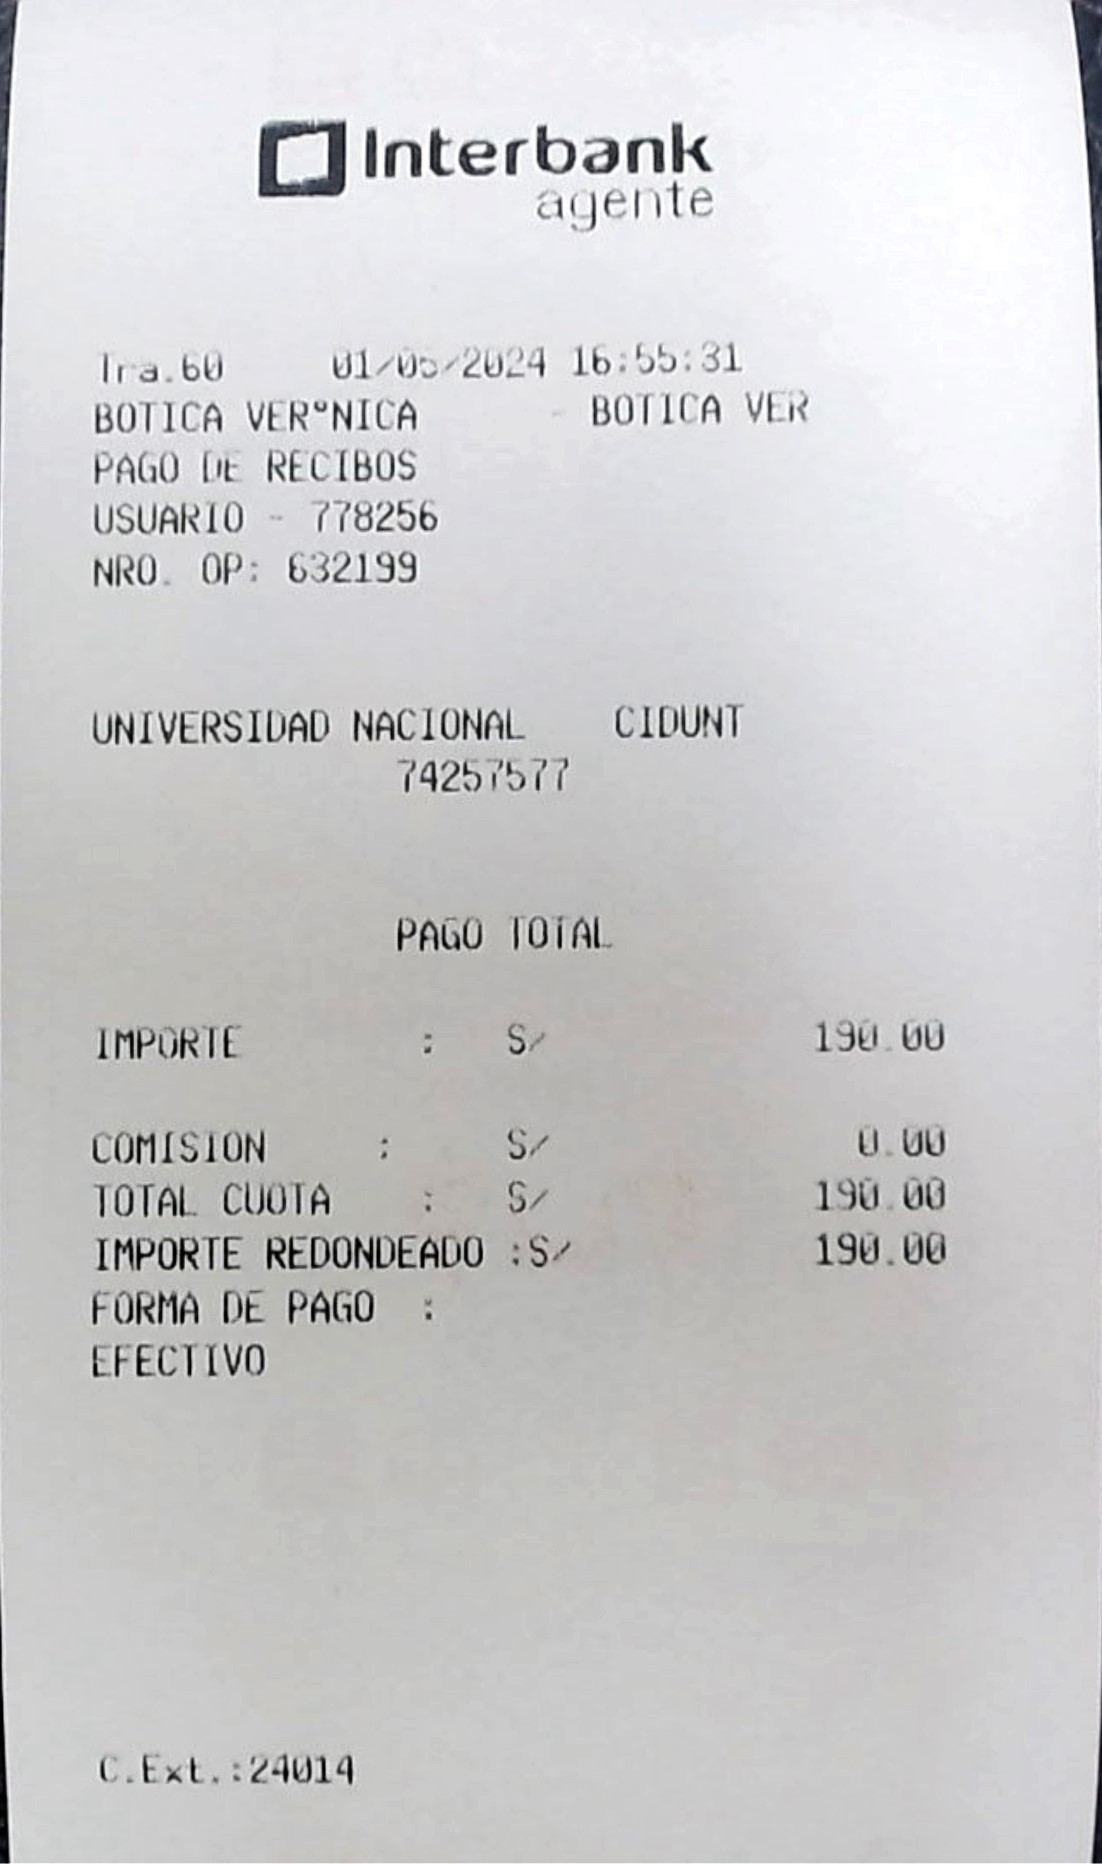 Interbank
agente
Tra.60 01/05/2024 16:55:31
BOTICA VER°NICA - BOTICA VER
PAGO DE RECIBOS
USUARIO - 778256
NRO. OP: 632199
UNIVERSIDAD NACIONAL CIDUNT
74257577
PAGO TOTAL
IMPORTE : S/ 190.00
COMISION : S/ 0.00
TOTAL CUOTA : S/ 190.00
IMPORTE REDONDEADO :S/ 190.00
FORMA DE PAGO :
EFECTIVO
C.Ext.:24014